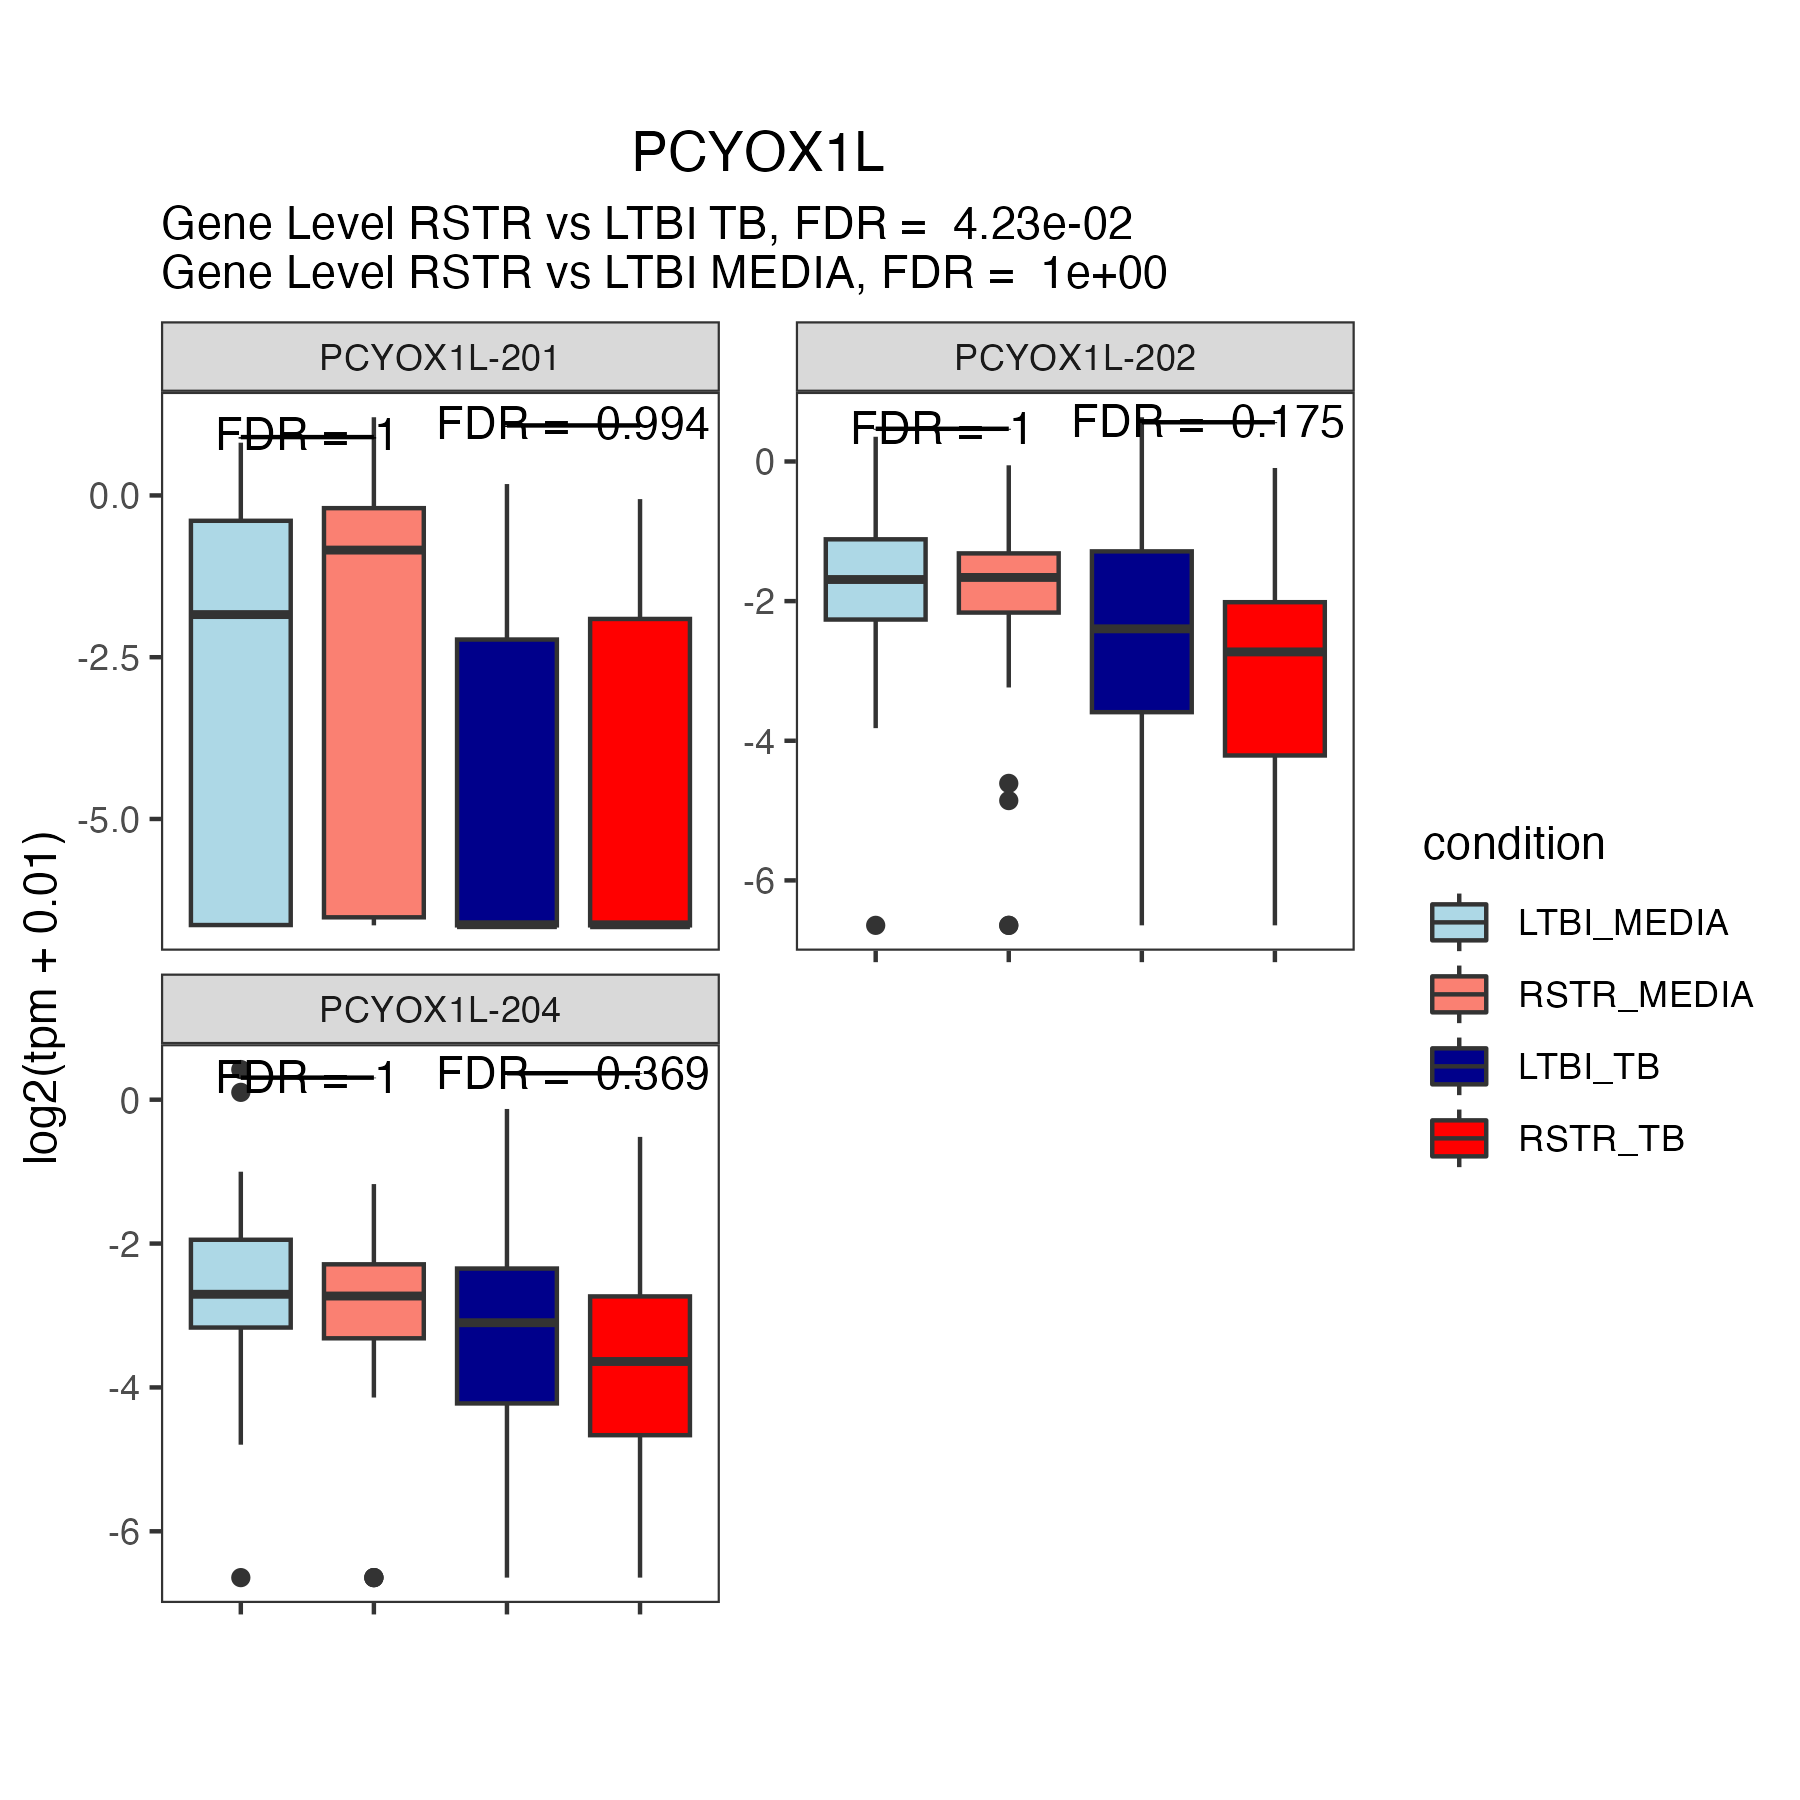 PCYOX1L
Gene Level RSTR vs LTBI TB, FDR =  4.23e-02
Gene Level RSTR vs LTBI MEDIA, FDR =  1e+00
PCYOX1L-201
FDR = 1
FDR =  0.994
0.0
-2.5
-5.0
PCYOX1L-202
FDR = 1
FDR =  0.175
0
-2
-4
-6
PCYOX1L-204
FDR = 1
FDR =  0.369
0
-2
-4
-6
log2(tpm + 0.01)
condition
LTBI_MEDIA
RSTR_MEDIA
LTBI_TB
RSTR_TB